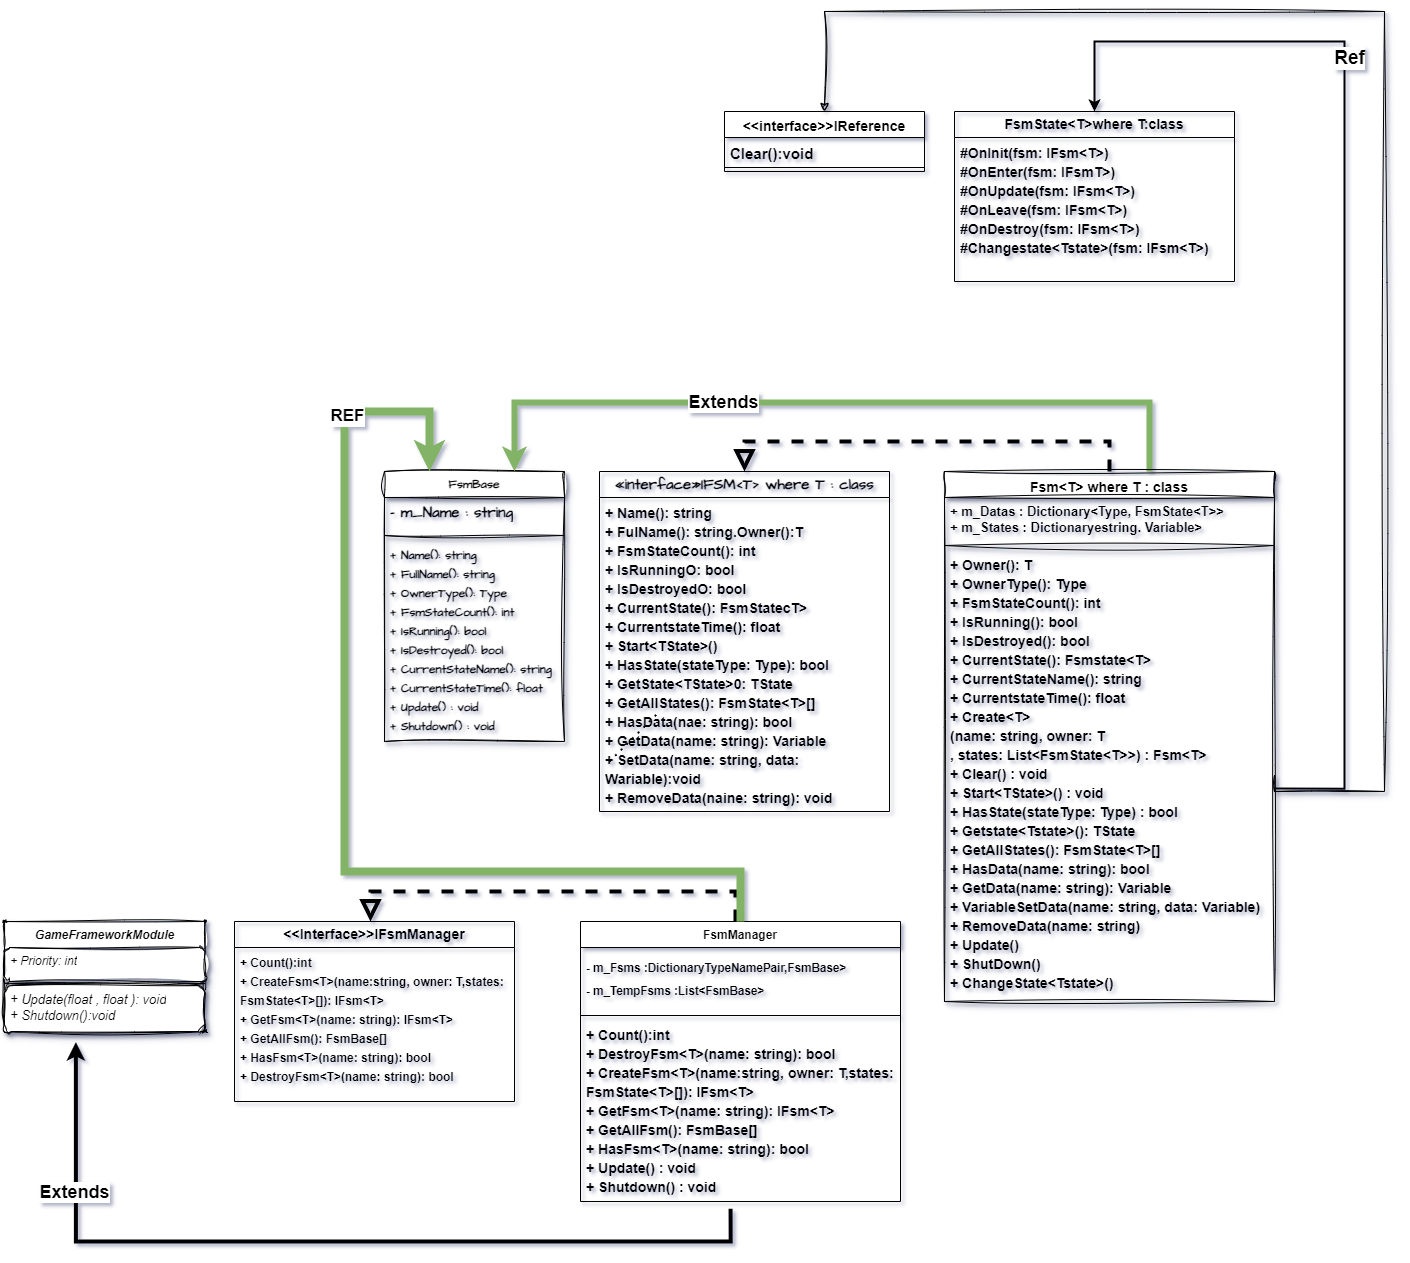 Ref
<<interface>>IReference
Clear():void
FsmState<T>where T:class
#OnInit(fsm: IFsm<T>)
#OnEnter(fsm: IFsmT>)
#OnUpdate(fsm: IFsm<T>)
#OnLeave(fsm: IFsm<T>)
#OnDestroy(fsm: IFsm<T>)
#Changestate<Tstate>(fsm: IFsm<T>)
REF
Extends
FsmBase
- m_Name : string
+ Name(): string
+ FullName(): string
+ OwnerType(): Type
+ FsmStateCount(): int
+ IsRunning(): bool
+ IsDestroyed(): bool
+ CurrentStateName(): string
+ CurrentStateTime(): float
+ Update() : void
+ Shutdown() : void
«interface»IFSM<T> where T : class
+ Name(): string
+ FulName(): string.Owner():T
+ FsmStateCount(): int
+ IsRunningO: bool
+ IsDestroyedO: bool
+ CurrentState(): FsmStatecT>
+ CurrentstateTime(): float
+ Start<TState>()
+ HasState(stateType: Type): bool
+ GetState<TState>0: TState
+ GetAllStates(): FsmState<T>[]
+ HasData(nae: string): bool
+ GetData(name: string): Variable
+ SetData(name: string, data:
Wariable):void
+ RemoveData(naine: string): void
Fsm<T> where T : class
+ m_Datas : Dictionary<Type, FsmState<T>>
+ m_States : Dictionaryestring. Variable>
+ Owner(): T
+ OwnerType(): Type
+ FsmStateCount(): int
+ IsRunning(): bool
+ IsDestroyed(): bool
+ CurrentState(): Fsmstate<T>
+ CurrentStateName(): string
+ CurrentstateTime(): float
+ Create<T>
(name: string, owner: T
, states: List<FsmState<T>>) : Fsm<T>
+ Clear() : void
+ Start<TState>() : void
+ HasState(stateType: Type) : bool
+ Getstate<Tstate>(): TState
+ GetAllStates(): FsmState<T>[]
+ HasData(name: string): bool
+ GetData(name: string): Variable
+ VariableSetData(name: string, data: Variable)
+ RemoveData(name: string)
+ Update()
+ ShutDown()
+ ChangeState<Tstate>()
GameFrameworkModule
+ Priority: int
+ Update(float , float ): void
+ Shutdown():void
<<Interface>>IFsmManager
+ Count():int
+ CreateFsm<T>(name:string, owner: T,states:
FsmState<T>[]): IFsm<T>
+ GetFsm<T>(name: string): IFsm<T>
+ GetAllFsm(): FsmBase[]
+ HasFsm<T>(name: string): bool
+ DestroyFsm<T>(name: string): bool
FsmManager
- m_Fsms :DictionaryTypeNamePair,FsmBase>
- m_TempFsms :List<FsmBase>
+ Count():int
+ DestroyFsm<T>(name: string): bool
+ CreateFsm<T>(name:string, owner: T,states:
FsmState<T>[]): IFsm<T>
+ GetFsm<T>(name: string): IFsm<T>
+ GetAllFsm(): FsmBase[]
+ HasFsm<T>(name: string): bool
+ Update() : void
+ Shutdown() : void
Extends